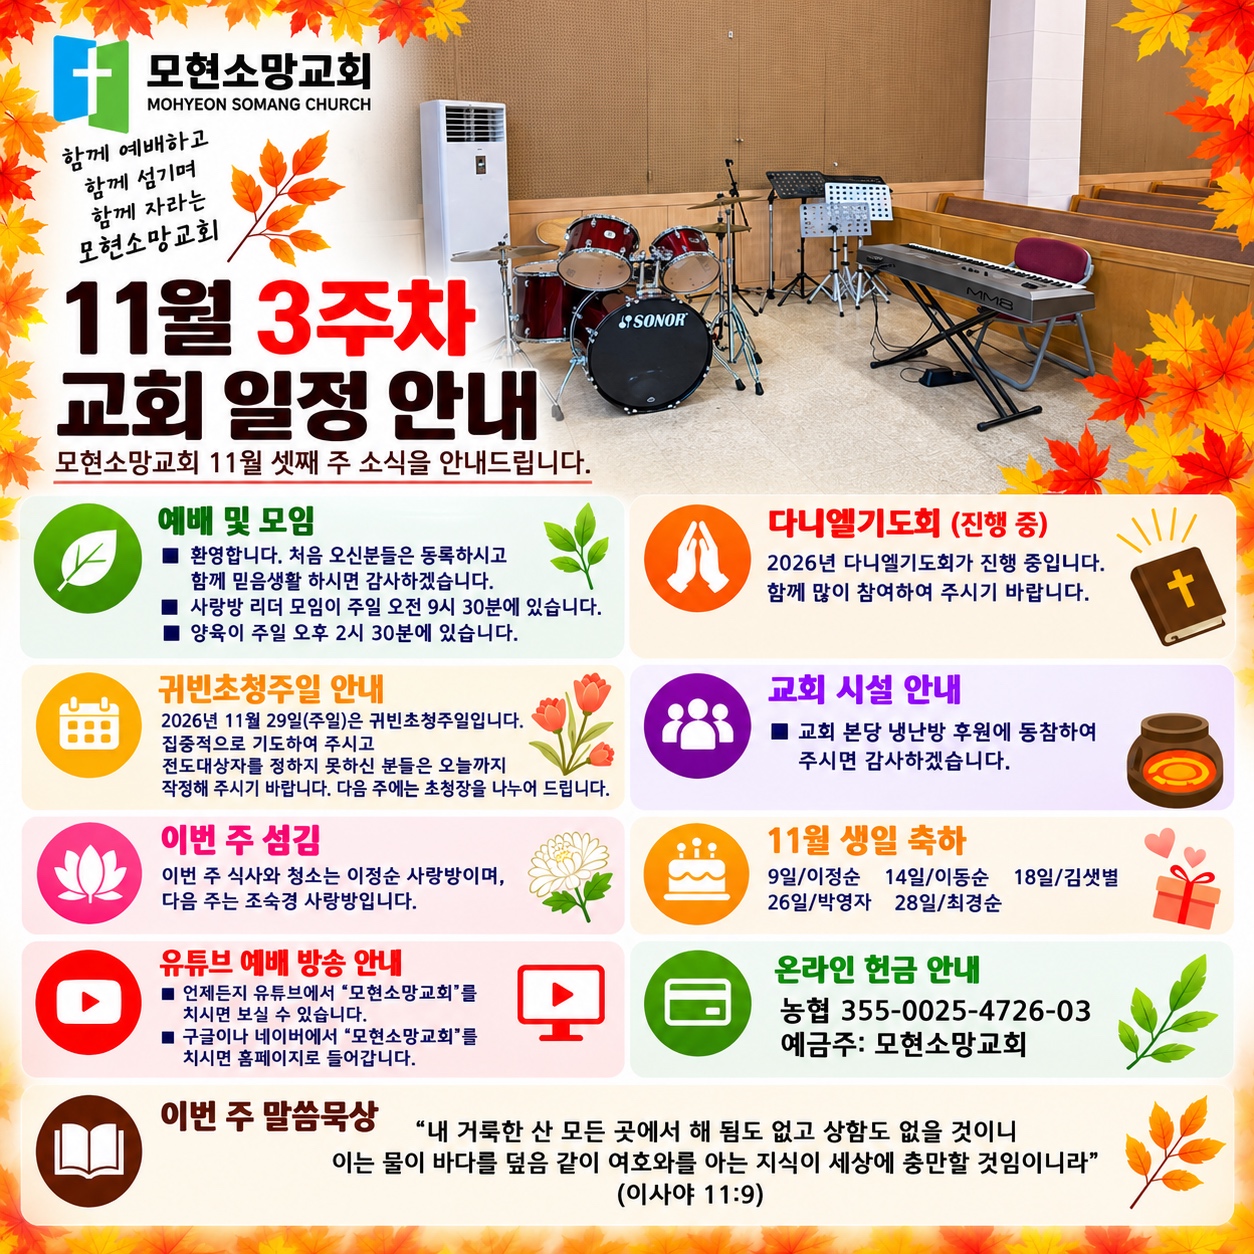 모현소망교회
MOHYEON SOMANG CHURCH
함께 예배하고
함께 섬기며
함께 자라는
모현소망교회
11월 3주차
교회 일정 안내
모현소망교회 11월 셋째 주 소식을 안내드립니다.
SONOR
MM8
예배 및 모임
■ 환영합니다. 처음 오신분들은 등록하시고
함께 믿음생활 하시면 감사하겠습니다.
■ 사랑방 리더 모임이 주일 오전 9시 30분에 있습니다.
■ 양육이 주일 오후 2시 30분에 있습니다.
다니엘기도회 (진행 중)
2026년 다니엘기도회가 진행 중입니다.
함께 많이 참여하여 주시기 바랍니다.
귀빈초청주일 안내
2026년 11월 29일(주일)은 귀빈초청주일입니다.
집중적으로 기도하여 주시고
전도대상자를 정하지 못하신 분들은 오늘까지
작정해 주시기 바랍니다. 다음 주에는 초청장을 나누어 드립니다.
교회 시설 안내
■ 교회 본당 냉난방 후원에 동참하여
주시면 감사하겠습니다.
이번 주 섬김
이번 주 식사와 청소는 이정순 사랑방이며,
다음 주는 조숙경 사랑방입니다.
11월 생일 축하
9일/이정순 14일/이동순 18일/김샛별
26일/박영자 28일/최경순
유튜브 예배 방송 안내
■ 언제든지 유튜브에서 “모현소망교회”를
치시면 보실 수 있습니다.
■ 구글이나 네이버에서 “모현소망교회”를
치시면 홈페이지로 들어갑니다.
온라인 헌금 안내
농협 355-0025-4726-03
예금주: 모현소망교회
이번 주 말씀묵상
“내 거룩한 산 모든 곳에서 해 됨도 없고 상함도 없을 것이니
이는 물이 바다를 덮음 같이 여호와를 아는 지식이 세상에 충만할 것임이니라”
(이사야 11:9)